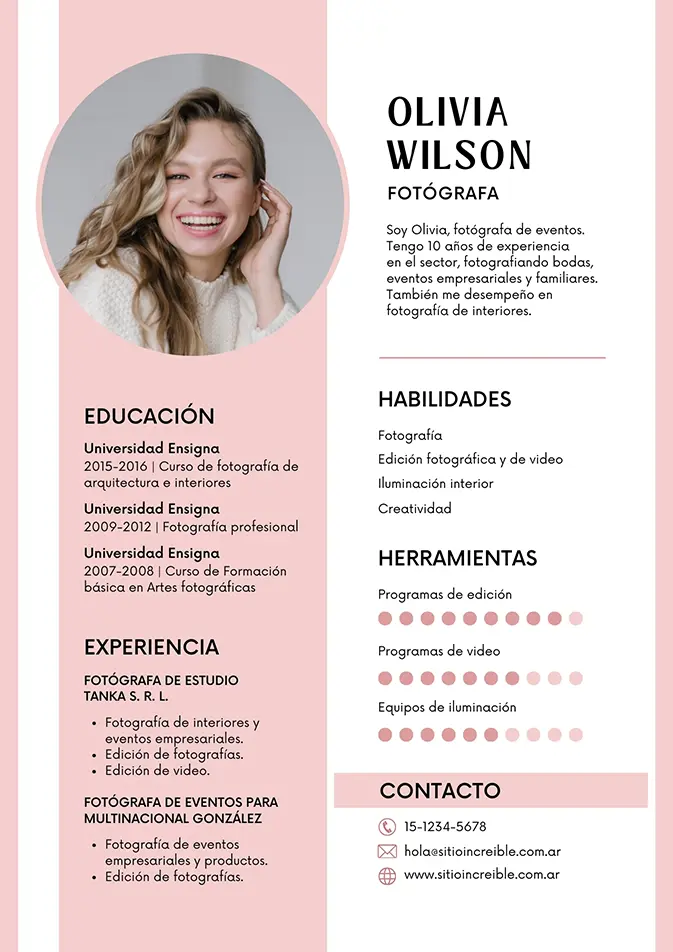 OLIVIA
WILSON
FOTÓGRAFA
Soy Olivia, fotógrafa de eventos.
Tengo 10 años de experiencia
en el sector, fotografiando bodas,
eventos empresariales y familiares.
También me desempeño en
fotografía de interiores.
EDUCACIÓN
Universidad Ensigna
2015-2016 | Curso de fotografía de
arquitectura e interiores
Universidad Ensigna
2009-2012 | Fotografía profesional
Universidad Ensigna
2007-2008 | Curso de Formación
básica en Artes fotográficas
EXPERIENCIA
FOTÓGRAFA DE ESTUDIO
TANKA S. R. L.
• Fotografía de interiores y
eventos empresariales.
• Edición de fotografías.
• Edición de video.
FOTÓGRAFA DE EVENTOS PARA
MULTINACIONAL GONZÁLEZ
• Fotografía de eventos
empresariales y productos.
• Edición de fotografías.
HABILIDADES
Fotografía
Edición fotográfica y de video
Iluminación interior
Creatividad
HERRAMIENTAS
Programas de edición
Programas de video
Equipos de iluminación
CONTACTO
15-1234-5678
hola@sitioincreible.com.ar
www.sitioincreible.com.ar